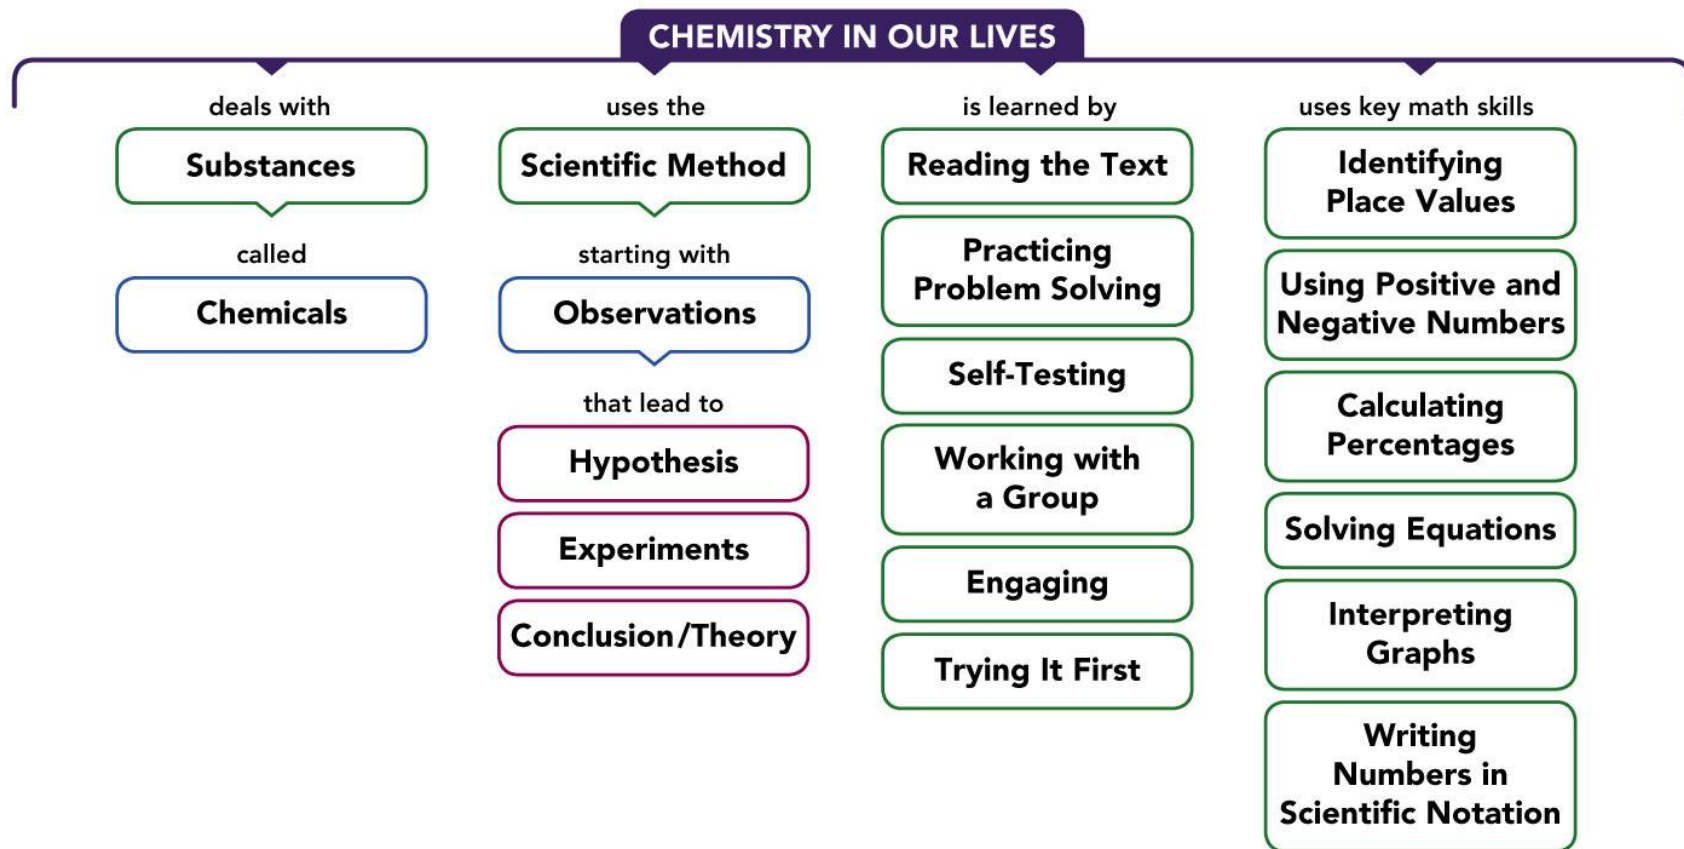 CHEMISTRY IN OUR LIVES
deals with
Substances
called
Chemicals
uses the
Scientific Method
starting with
Observations
that lead to
Hypothesis
Experiments
Conclusion/Theory
is learned by
Reading the Text
Practicing
Problem Solving
Self-Testing
Working with
a Group
Engaging
Trying It First
uses key math skills
Identifying
Place Values
Using Positive and
Negative Numbers
Calculating
Percentages
Solving Equations
Interpreting
Graphs
Writing
Numbers in
Scientific Notation